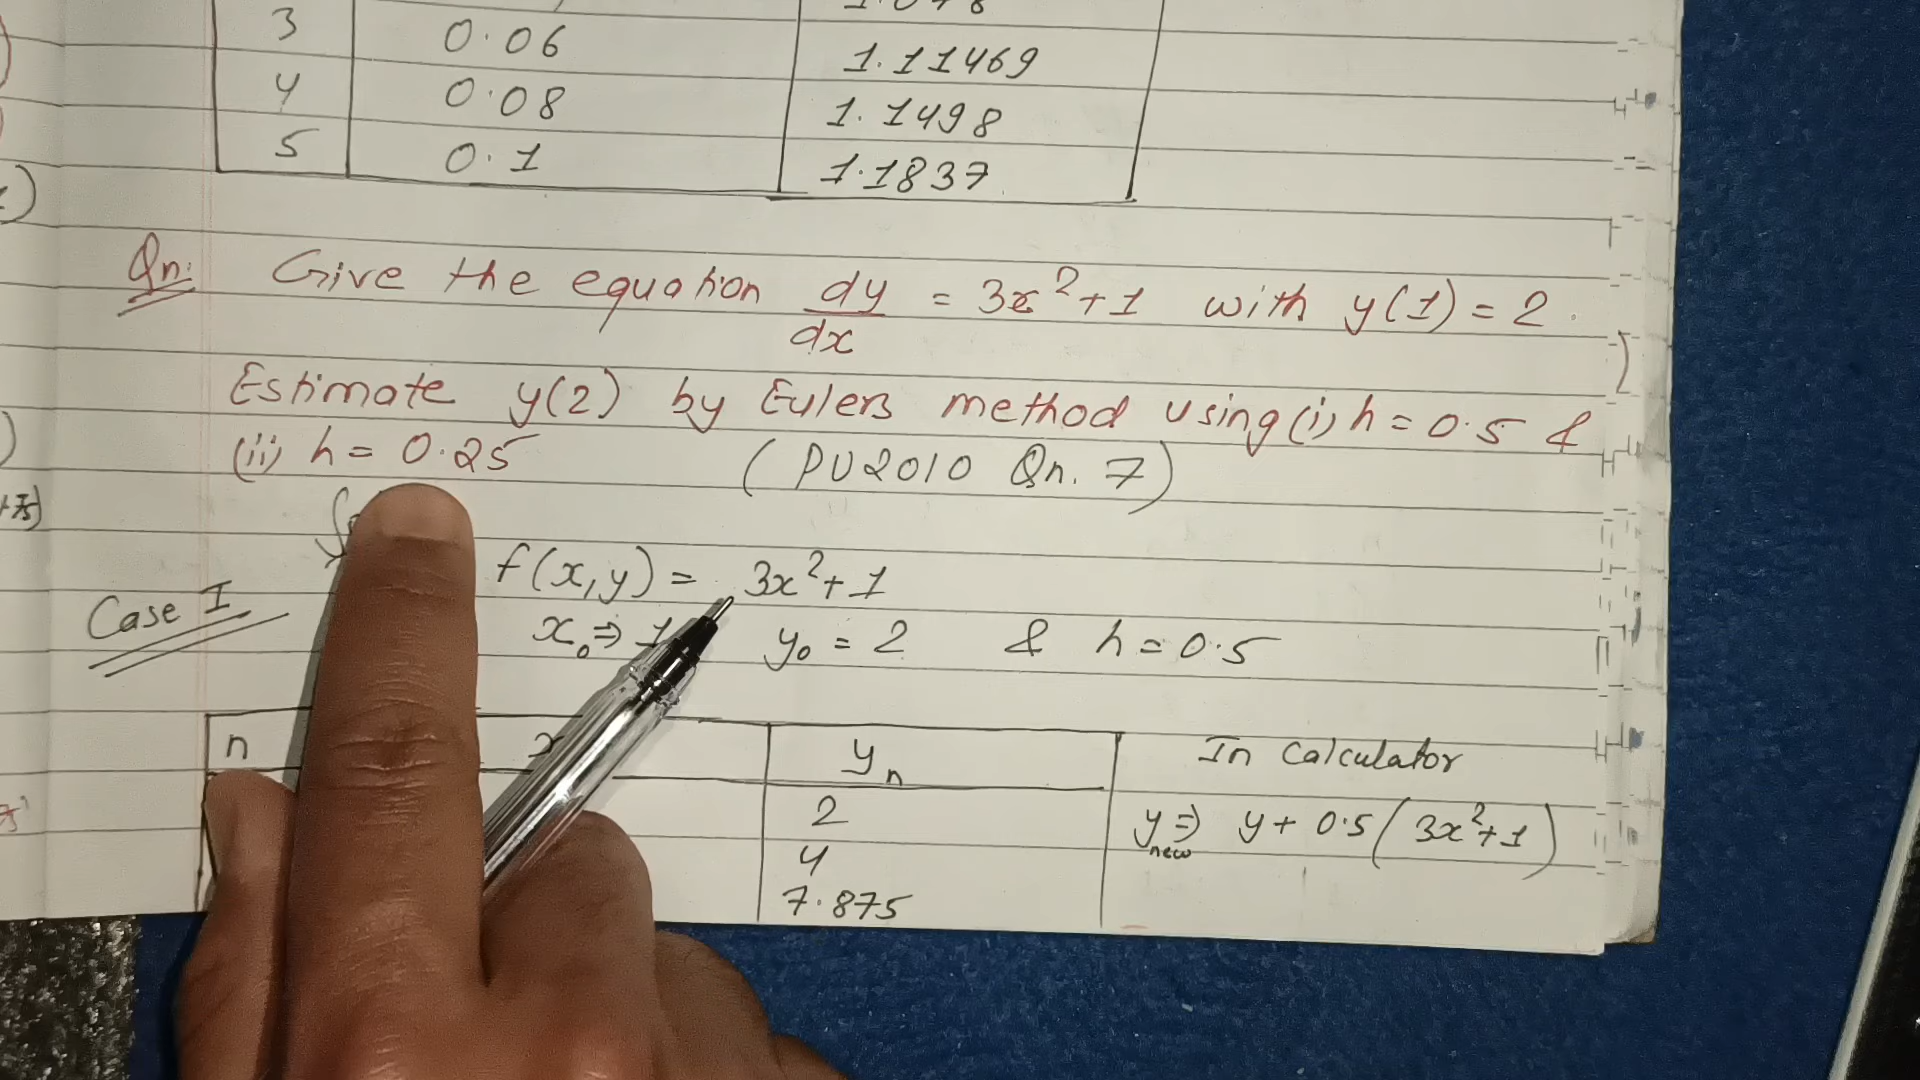 3 0.06 1.11469
4 0.08 1.1498
5 0.1 1.1837
Qn: Give the equation dy/dx = 3x²+1 with y(1) = 2.
Estimate y(2) by Eulers method using (i) h = 0.5 &
(ii) h = 0.25 (PU2010 Qn. 7)
f(x,y) = 3x²+1
Case I x₀ ⇒ 1 y₀ = 2 & h = 0.5
n x yₙ In Calculator
2 y new ⇒ y + 0.5(3x²+1)
4
7.875